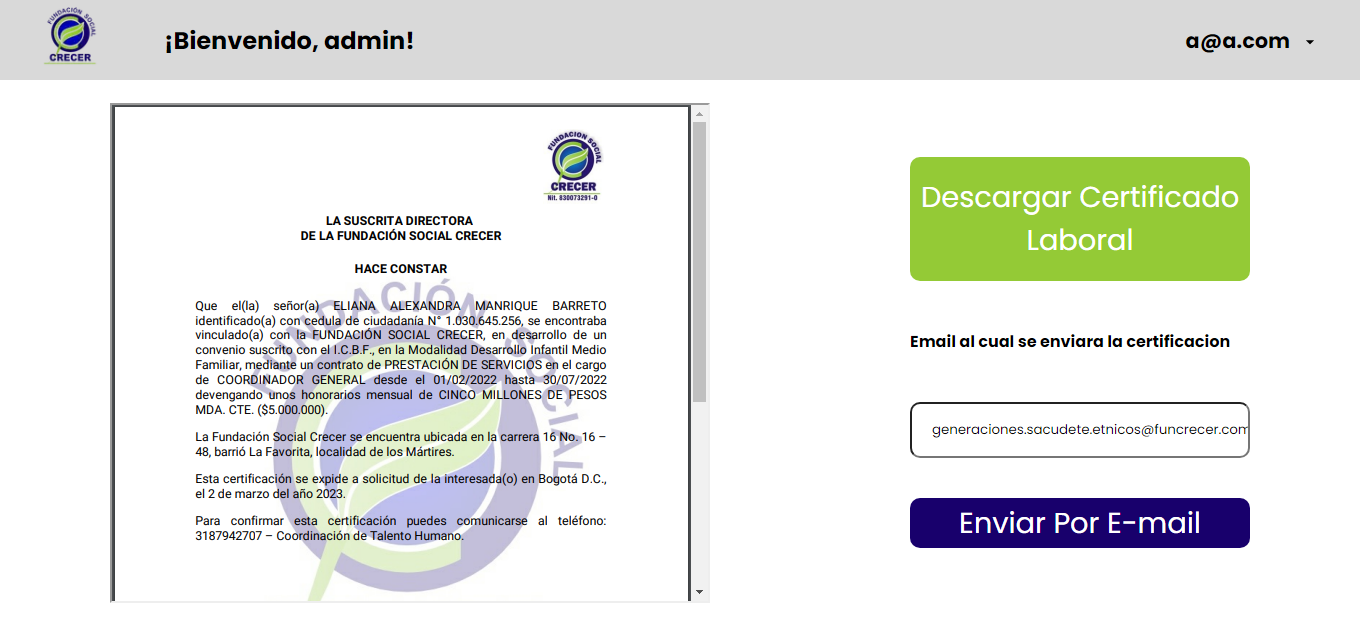 FUNDACIÓN SOCIAL
CRECER
¡Bienvenido, admin!
a@a.com
FUNDACION SOCIAL
CRECER
Nit. 830073291-0
LA SUSCRITA DIRECTORA
DE LA FUNDACIÓN SOCIAL CRECER
HACE CONSTAR
Que el(la) señor(a) ELIANA ALEXANDRA MANRIQUE BARRETO
identificado(a) con cedula de ciudadanía N° 1.030.645.256, se encontraba
vinculado(a) con la FUNDACIÓN SOCIAL CRECER, en desarrollo de un
convenio suscrito con el I.C.B.F., en la Modalidad Desarrollo Infantil Medio
Familiar, mediante un contrato de PRESTACIÓN DE SERVICIOS en el cargo
de COORDINADOR GENERAL desde el 01/02/2022 hasta 30/07/2022
devengando unos honorarios mensual de CINCO MILLONES DE PESOS
MDA. CTE. ($5.000.000).
La Fundación Social Crecer se encuentra ubicada en la carrera 16 No. 16 –
48, barrió La Favorita, localidad de los Mártires.
Esta certificación se expide a solicitud de la interesada(o) en Bogotá D.C.,
el 2 de marzo del año 2023.
Para confirmar esta certificación puedes comunicarse al teléfono:
3187942707 – Coordinación de Talento Humano.
FUNDACIÓN SOCIAL
Descargar Certificado
Laboral
Email al cual se enviara la certificacion
generaciones.sacudete.etnicos@funcrecer.com
Enviar Por E-mail